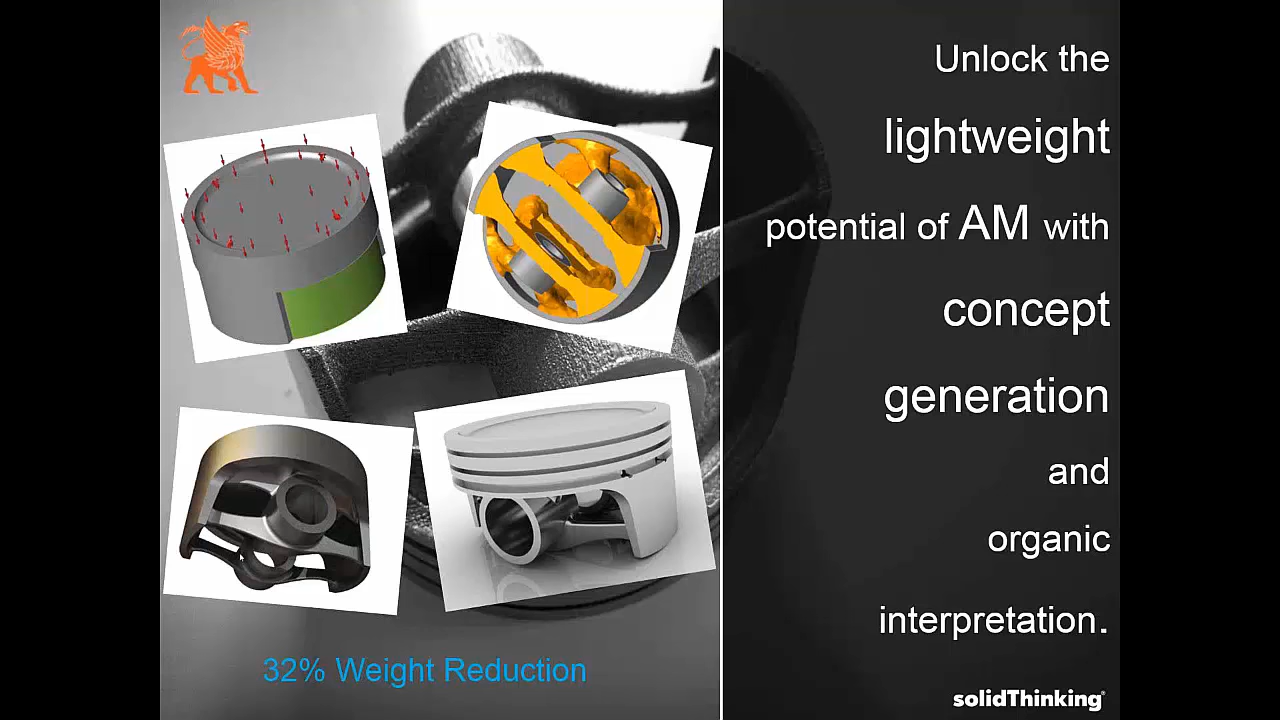 Unlock the
lightweight
potential of AM with
concept
generation
and
organic
interpretation.
32% Weight Reduction
solidThinking®